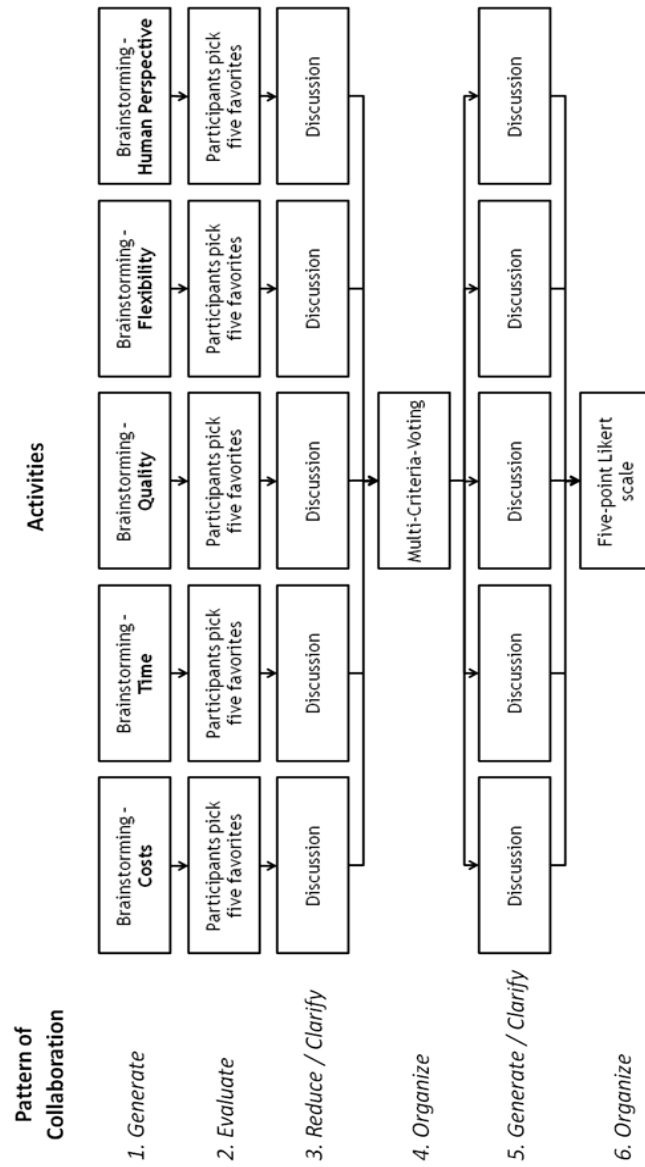 Pattern of
Collaboration
Activities
1. Generate
Brainstorming -
Costs
Brainstorming -
Time
Brainstorming -
Quality
Brainstorming -
Flexibility
Brainstorming -
Human Perspective
2. Evaluate
Participants pick
five favorites
Participants pick
five favorites
Participants pick
five favorites
Participants pick
five favorites
Participants pick
five favorites
3. Reduce / Clarify
Discussion
Discussion
Discussion
Discussion
Discussion
4. Organize
Multi-Criteria-Voting
5. Generate / Clarify
Discussion
Discussion
Discussion
Discussion
Discussion
6. Organize
Five-point Likert
scale